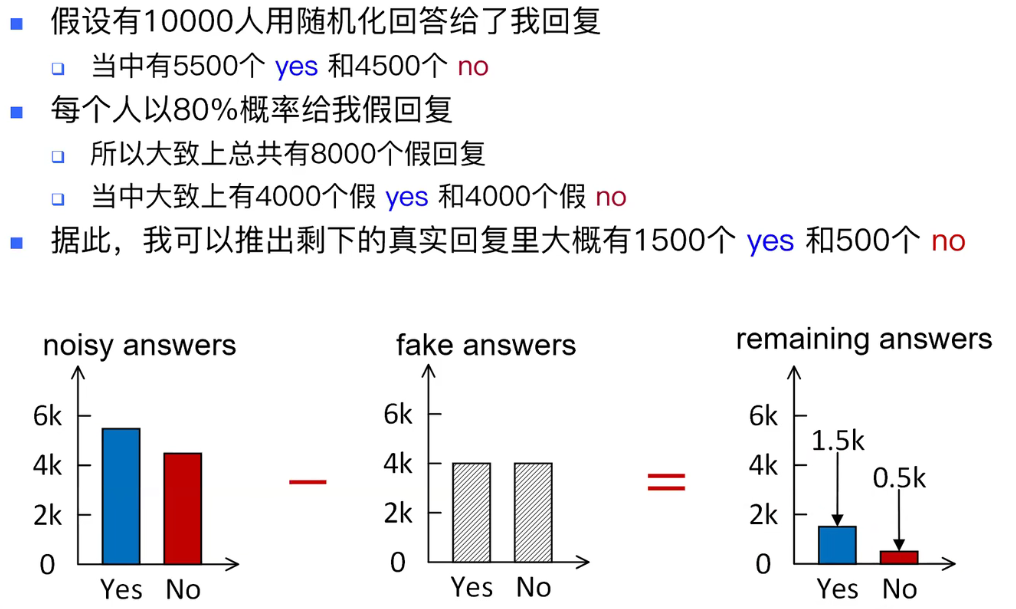 假设有10000人用随机化回答给了我回复
当中有5500个 yes 和4500个 no
每个人以80%概率给我假回复
所以大致上总共有8000个假回复
当中大致上有4000个假 yes 和4000个假 no
据此，我可以推出剩下的真实回复里大概有1500个 yes 和500个 no
noisy answers
6k
4k
2k
0
Yes No
−
fake answers
6k
4k
2k
0
Yes No
=
remaining answers
6k
4k
2k
0
1.5k
0.5k
Yes No